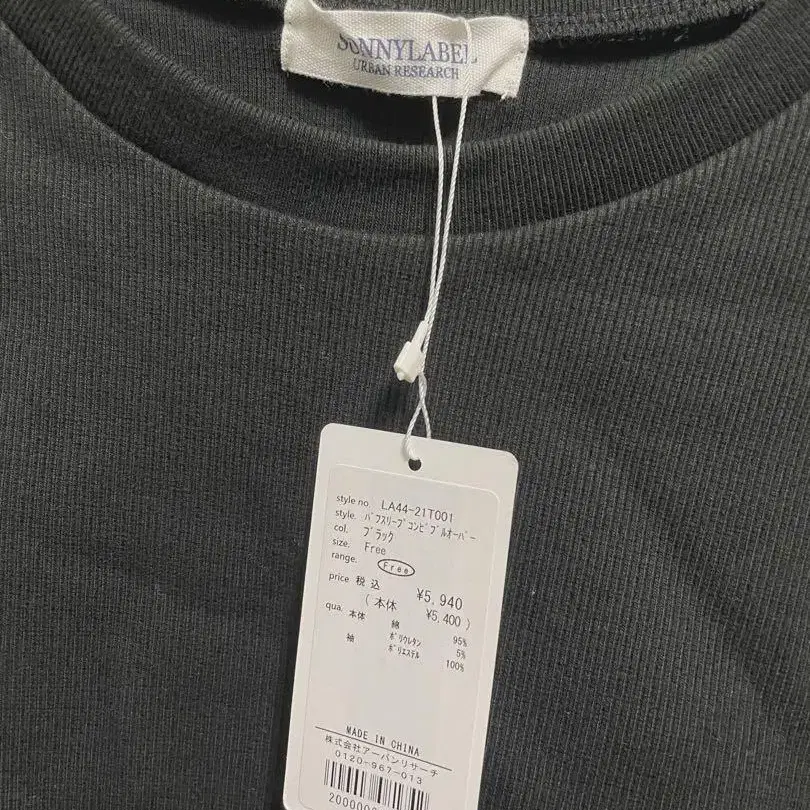 SUNNYLABEL
URBAN RESEARCH
style no LA44-21T001
style. ﾊﾟﾌｽﾘｰﾌﾞｺﾝﾋﾞﾌﾟﾙｵｰﾊﾞｰ
col. ﾌﾞﾗｯｸ
size. Free
range. Free
price 税込 ¥5,940
(本体 ¥5,400 )
qua. 本体 綿 95%
ﾎﾟﾘｳﾚﾀﾝ 5%
袖 ﾎﾟﾘｴｽﾃﾙ 100%
MADE IN CHINA
株式会社アーバンリサーチ
0120-967-013